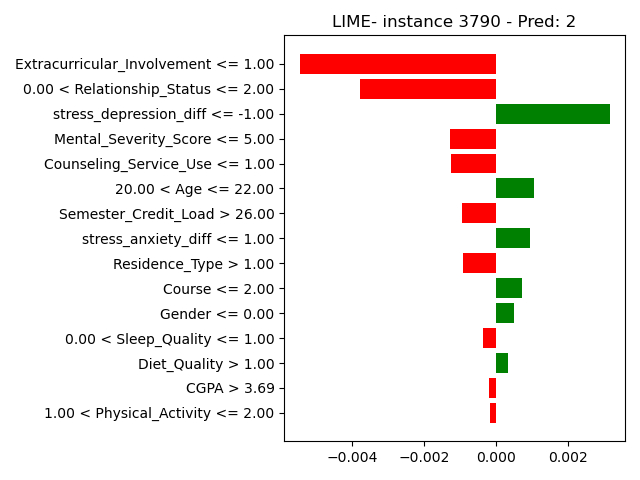 LIME- instance 3790 - Pred: 2
Extracurricular_Involvement <= 1.00
0.00 < Relationship_Status <= 2.00
stress_depression_diff <= -1.00
Mental_Severity_Score <= 5.00
Counseling_Service_Use <= 1.00
20.00 < Age <= 22.00
Semester_Credit_Load > 26.00
stress_anxiety_diff <= 1.00
Residence_Type > 1.00
Course <= 2.00
Gender <= 0.00
0.00 < Sleep_Quality <= 1.00
Diet_Quality > 1.00
CGPA > 3.69
1.00 < Physical_Activity <= 2.00
−0.004 −0.002 0.000 0.002